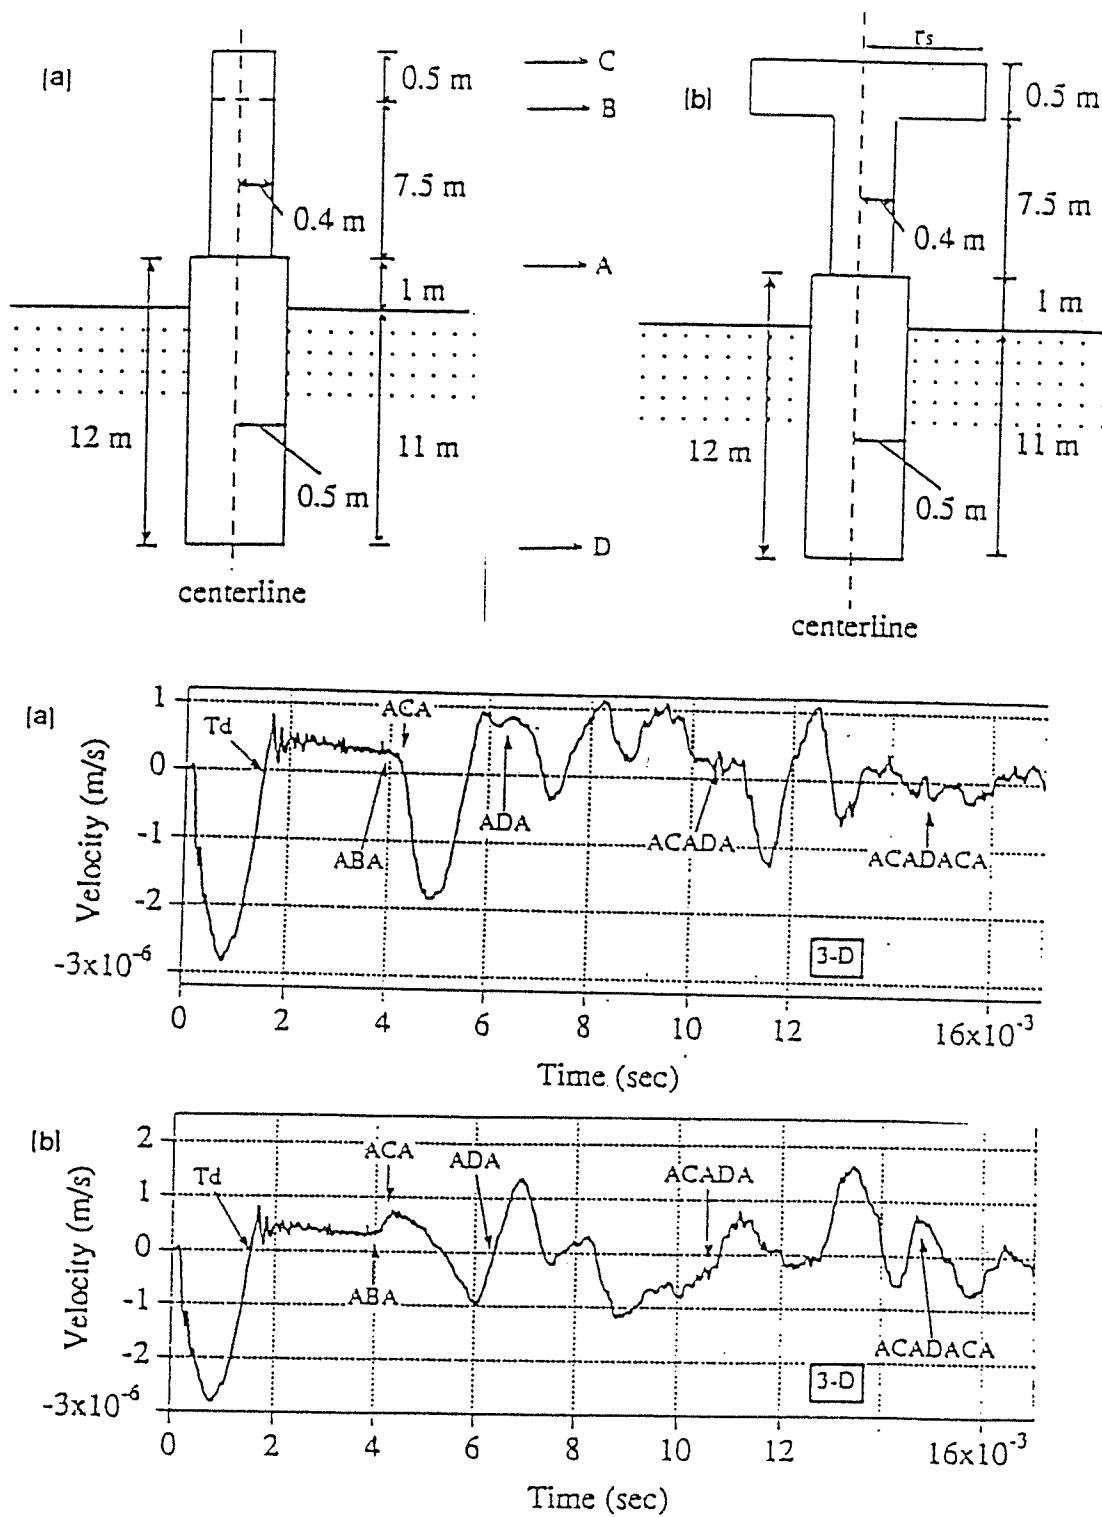 [a]
0.5 m
7.5 m
0.4 m
1 m
12 m
11 m
0.5 m
centerline
C
B
A
D
[b]
rs
0.5 m
7.5 m
0.4 m
1 m
12 m
11 m
0.5 m
centerline
[a]
Velocity (m/s)
1
0
-1
-2
-3x10-6
Td
ACA
ABA
ADA
ACADA
ACADACA
3-D
0 2 4 6 8 10 12 16x10-3
Time (sec)
[b]
Velocity (m/s)
2
1
0
-1
-2
-3x10-6
Td
ACA
ADA
ACADA
ABA
ACADACA
3-D
0 2 4 6 8 10 12 16x10-3
Time (sec)